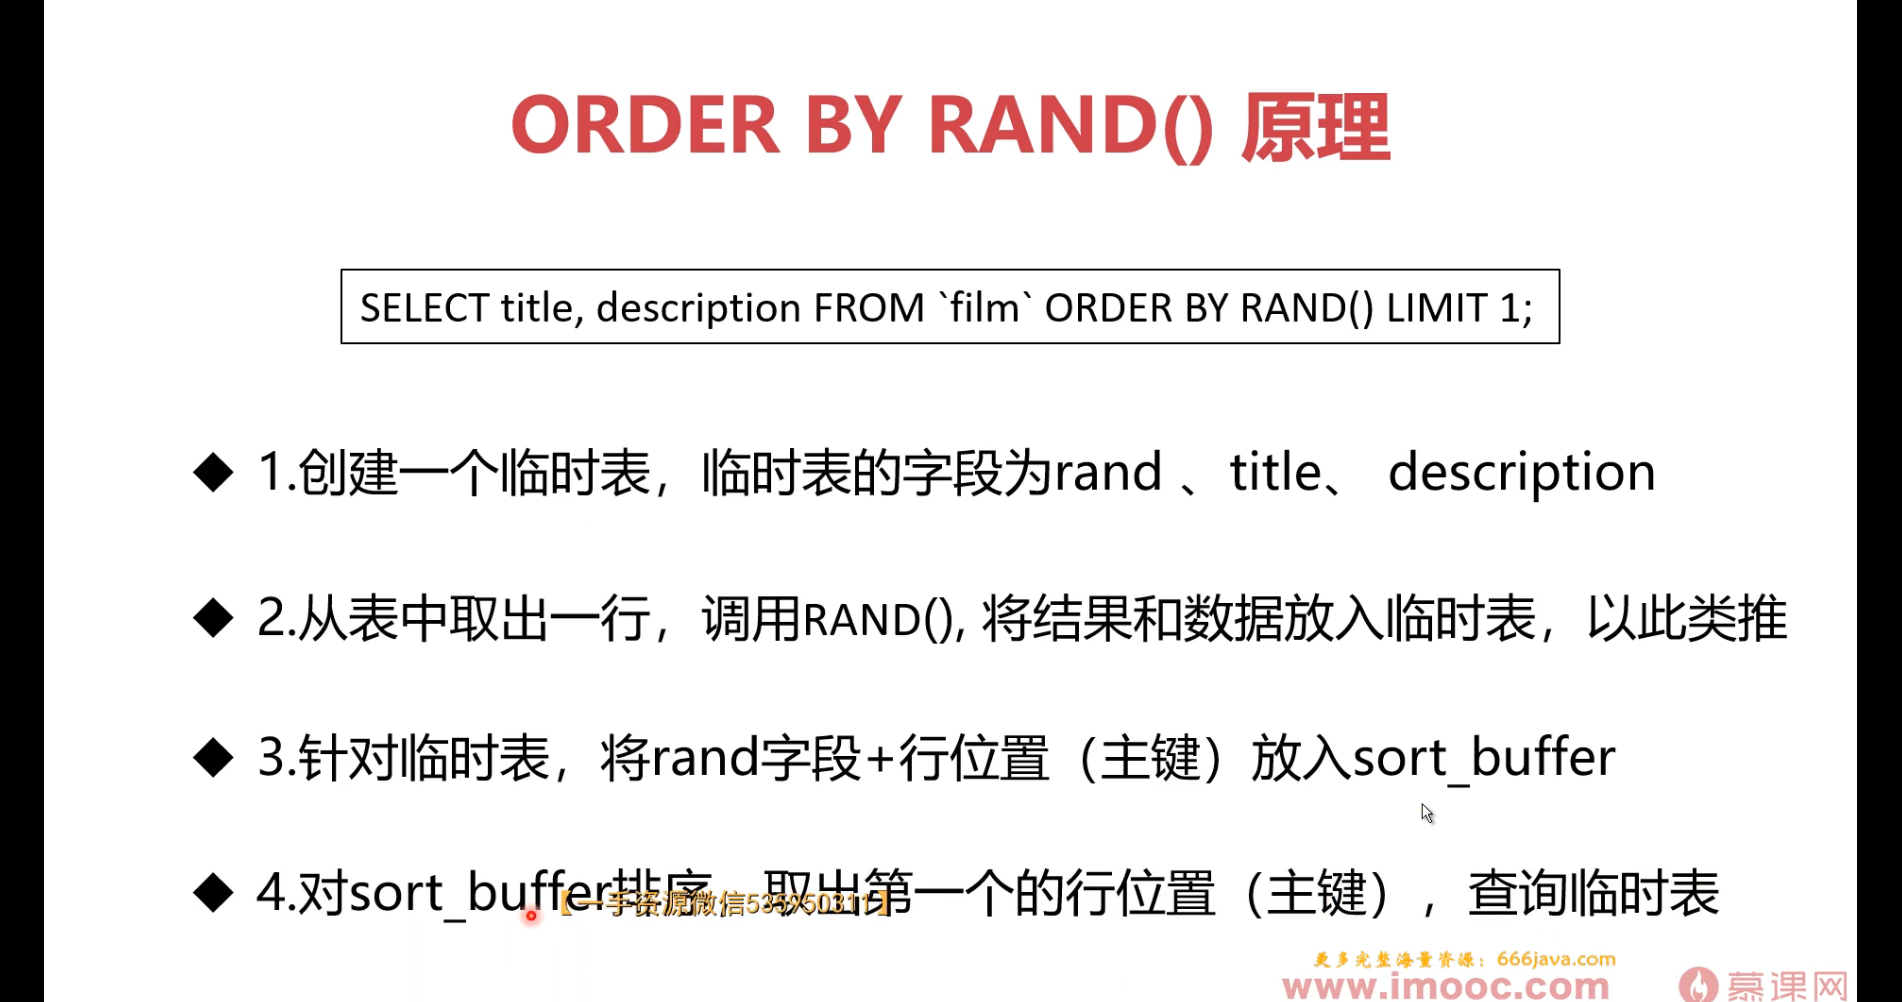 ORDER BY RAND() 原理
SELECT title, description FROM `film` ORDER BY RAND() LIMIT 1;
◆ 1.创建一个临时表，临时表的字段为rand 、title、 description
◆ 2.从表中取出一行，调用RAND(), 将结果和数据放入临时表，以此类推
◆ 3.针对临时表，将rand字段+行位置（主键）放入sort_buffer
◆ 4.对sort_buffer排序，取出第一个的行位置（主键），查询临时表
【一手资源微信535950311】
更多完整海量资源：666java.com
www.imooc.com 慕课网